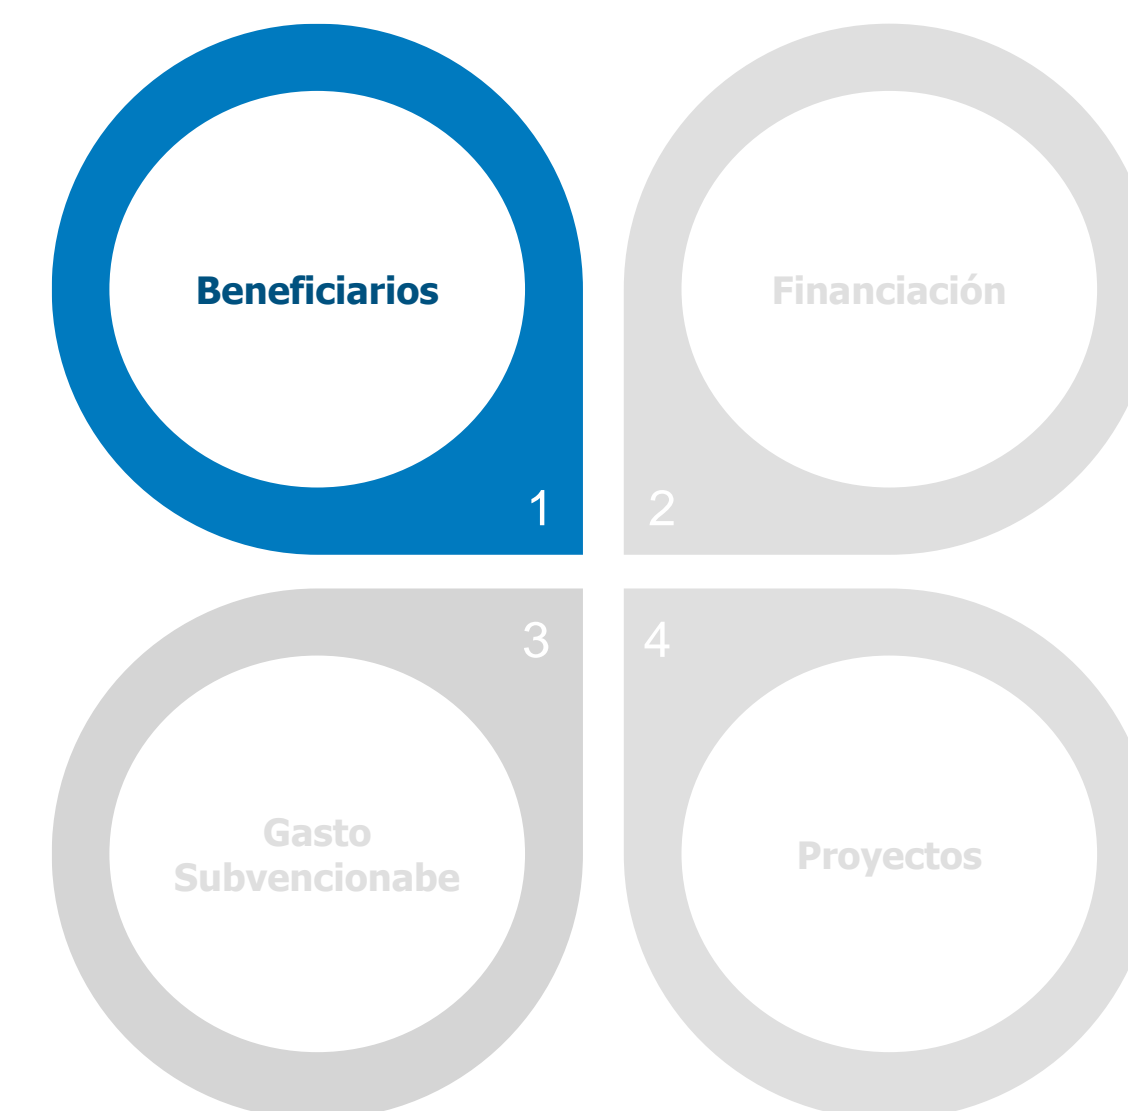 Beneficiarios
1
Financiación
2
3
Gasto
Subvencionabe
4
Proyectos